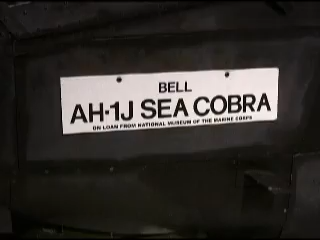 BELL
AH-1J SEA COBRA
ON LOAN FROM NATIONAL MUSEUM OF THE MARINE CORPS